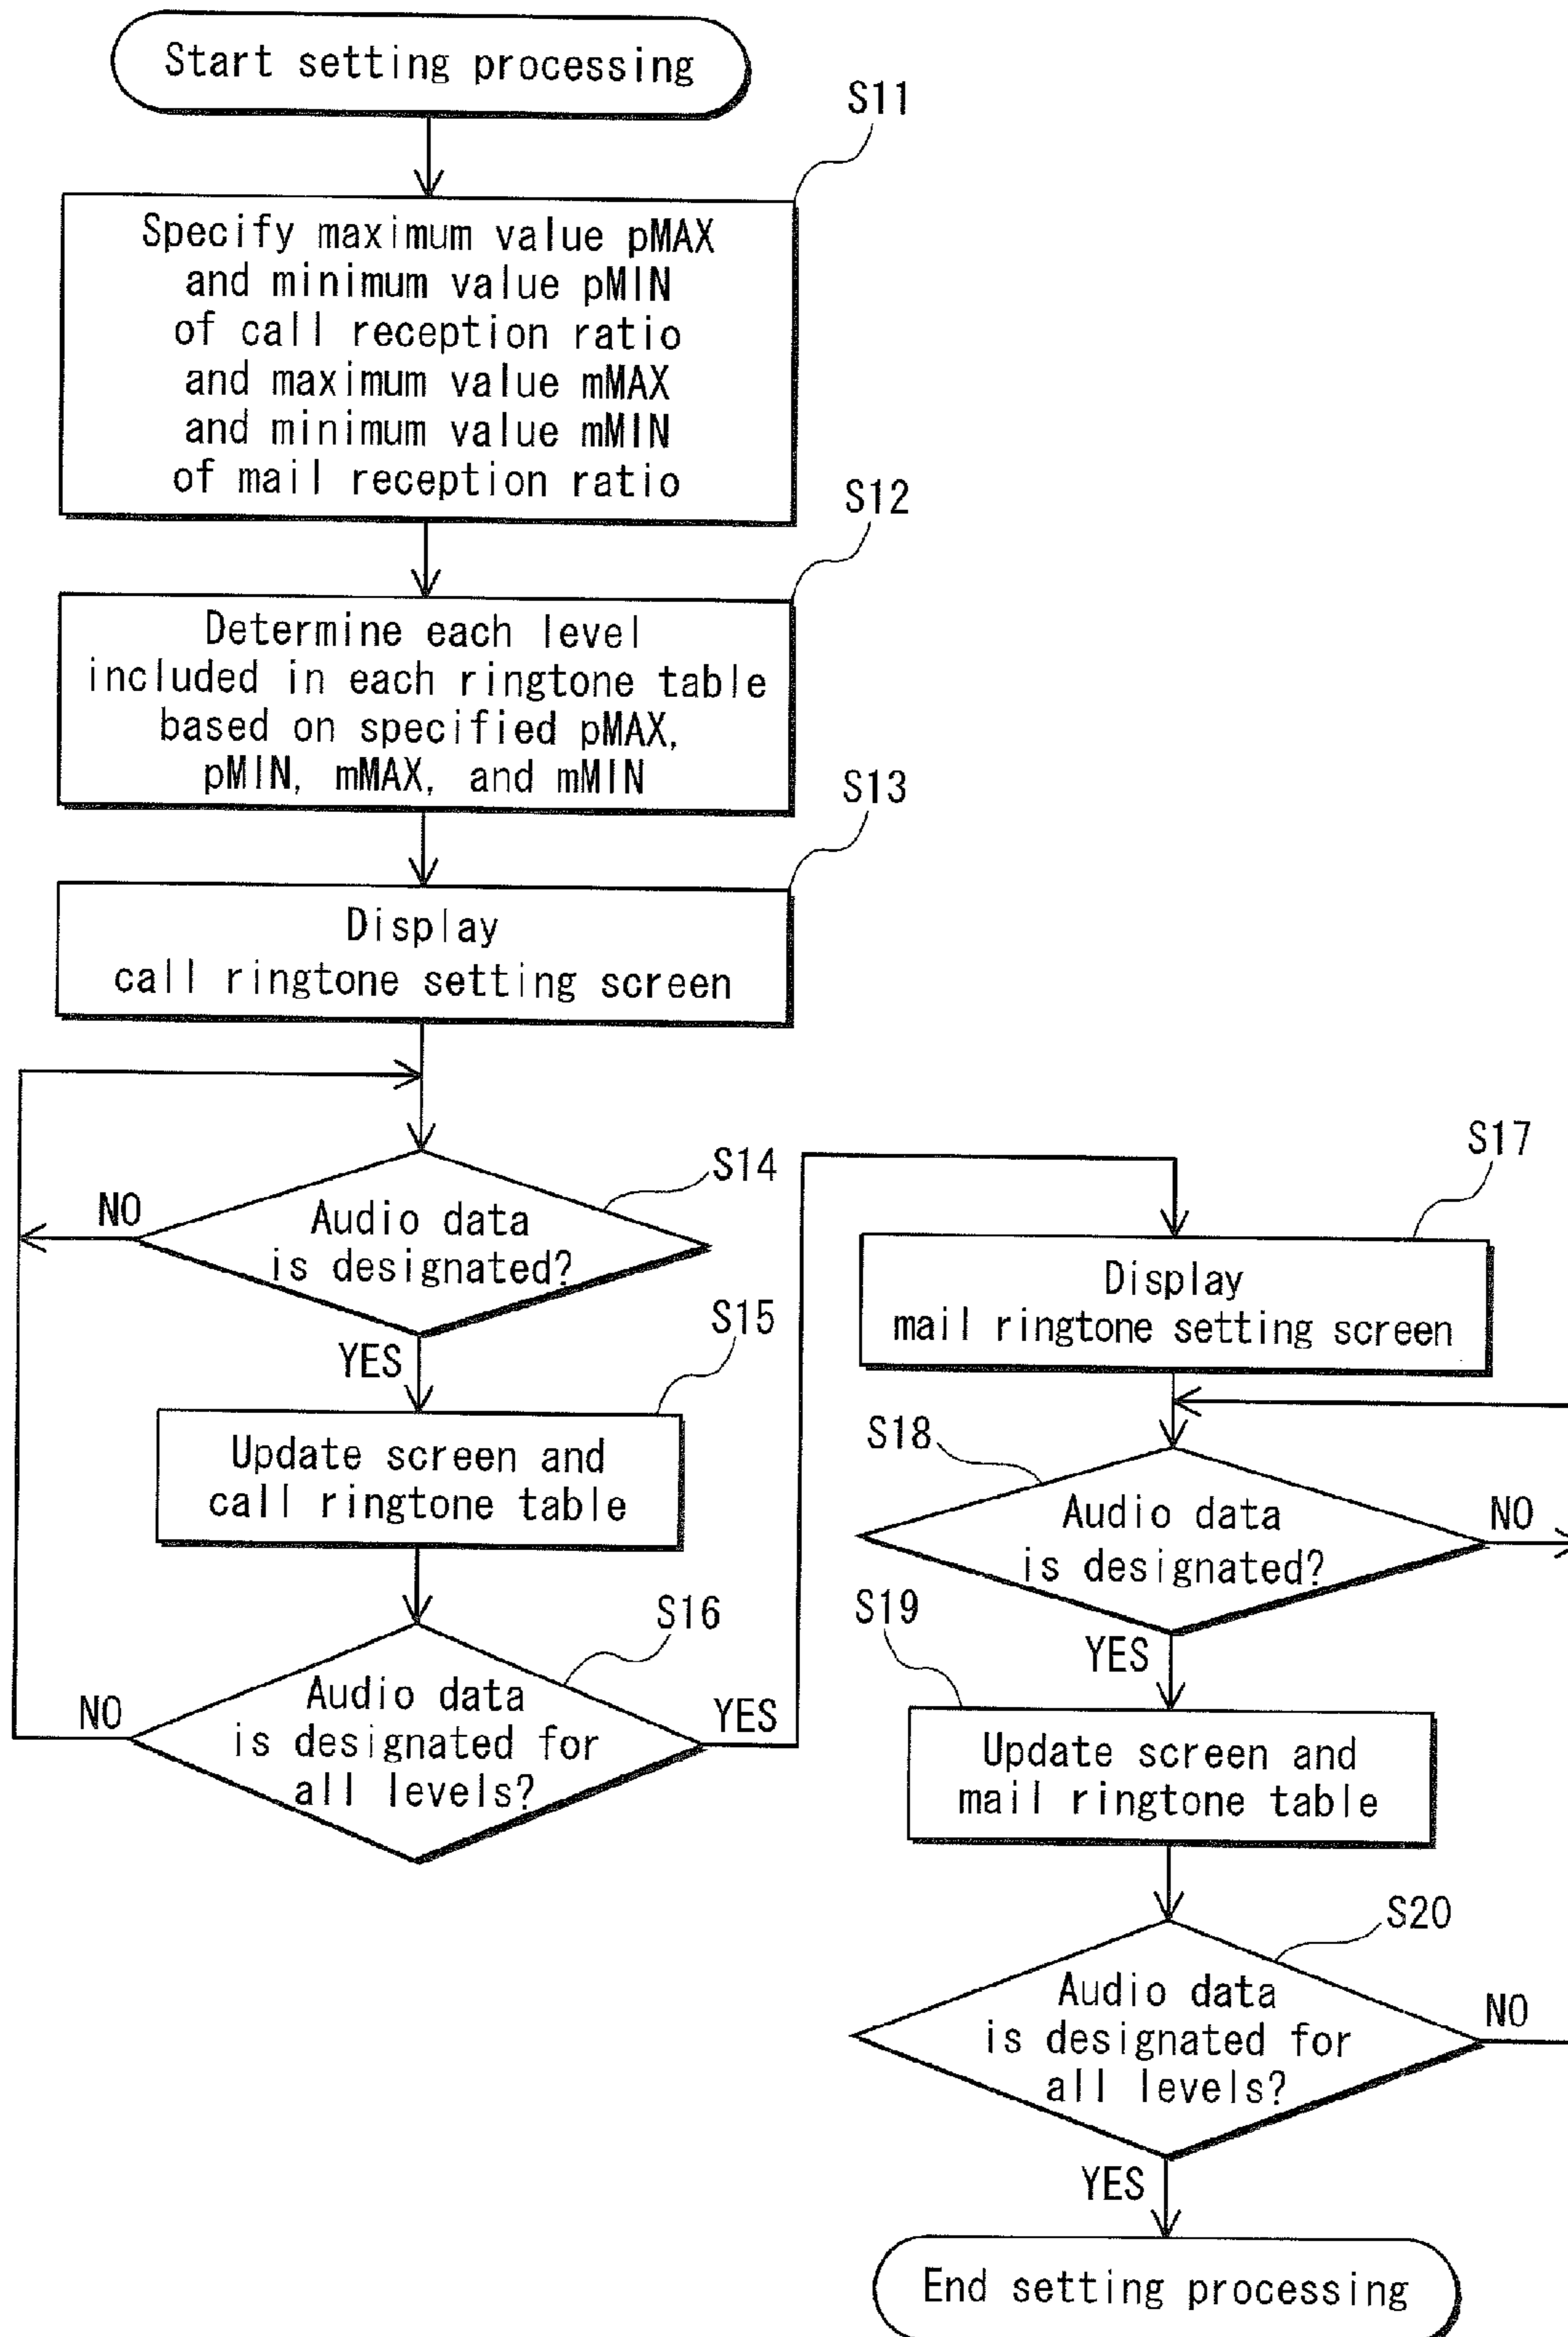 Start setting processing
S11
Specify maximum value pMAX
and minimum value pMIN
of call reception ratio
and maximum value mMAX
and minimum value mMIN
of mail reception ratio
S12
Determine each level
included in each ringtone table
based on specified pMAX,
pMIN, mMAX, and mMIN
S13
Display
call ringtone setting screen
S14
NO
Audio data
is designated?
YES
S15
Update screen and
call ringtone table
S16
NO
Audio data
is designated for
all levels?
YES
S17
Display
mail ringtone setting screen
S18
Audio data
is designated?
NO
YES
S19
Update screen and
mail ringtone table
S20
Audio data
is designated for
all levels?
NO
YES
End setting processing